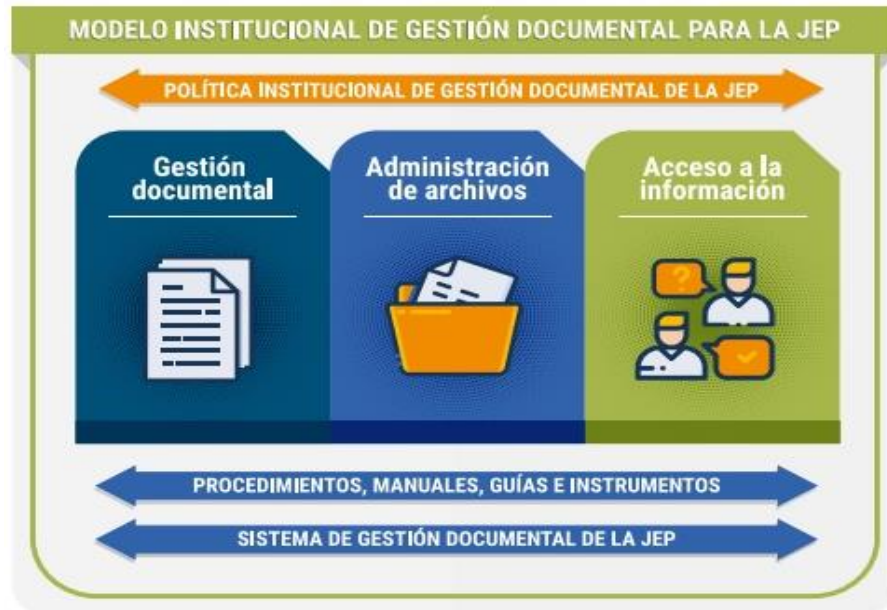 MODELO INSTITUCIONAL DE GESTIÓN DOCUMENTAL PARA LA JEP
POLÍTICA INSTITUCIONAL DE GESTIÓN DOCUMENTAL DE LA JEP
Gestión
documental
Administración
de archivos
Acceso a la
información
?
PROCEDIMIENTOS, MANUALES, GUÍAS E INSTRUMENTOS
SISTEMA DE GESTIÓN DOCUMENTAL DE LA JEP